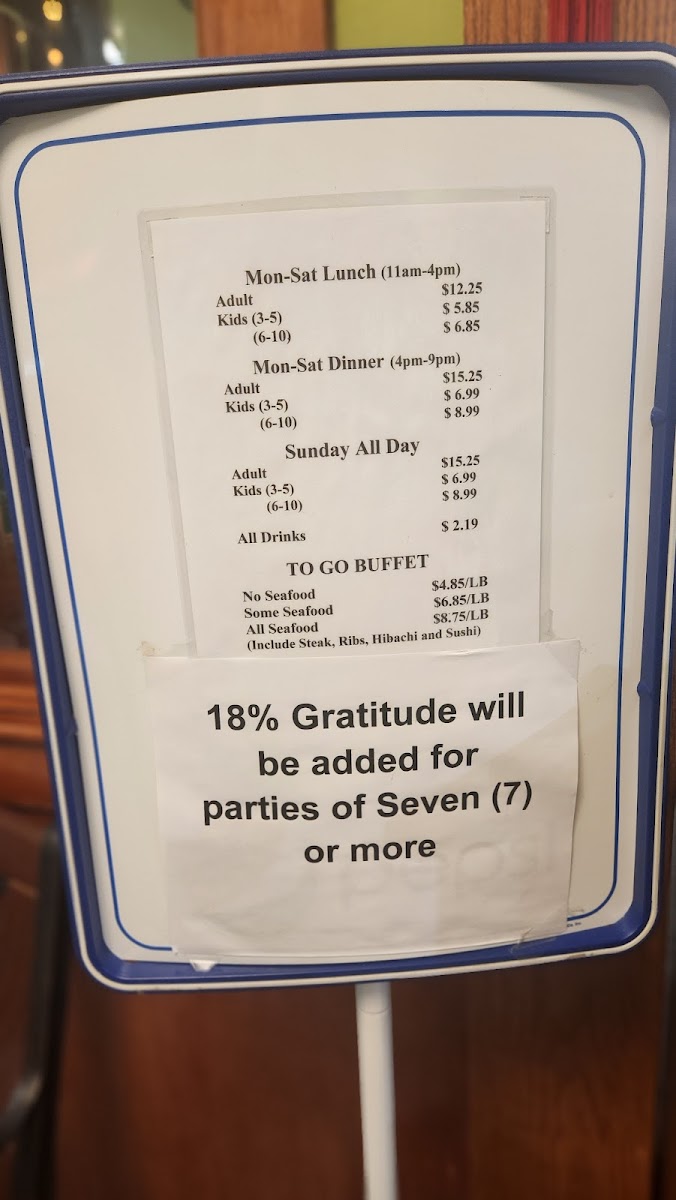 Mon-Sat Lunch (11am-4pm)
Adult $12.25
Kids (3-5) $ 5.85
(6-10) $ 6.85
Mon-Sat Dinner (4pm-9pm)
Adult $15.25
Kids (3-5) $ 6.99
(6-10) $ 8.99
Sunday All Day
Adult $15.25
Kids (3-5) $ 6.99
(6-10) $ 8.99
All Drinks $ 2.19
TO GO BUFFET
No Seafood $4.85/LB
Some Seafood $6.85/LB
All Seafood $8.75/LB
(Include Steak, Ribs, Hibachi and Sushi)
18% Gratitude will
be added for
parties of Seven (7)
or more